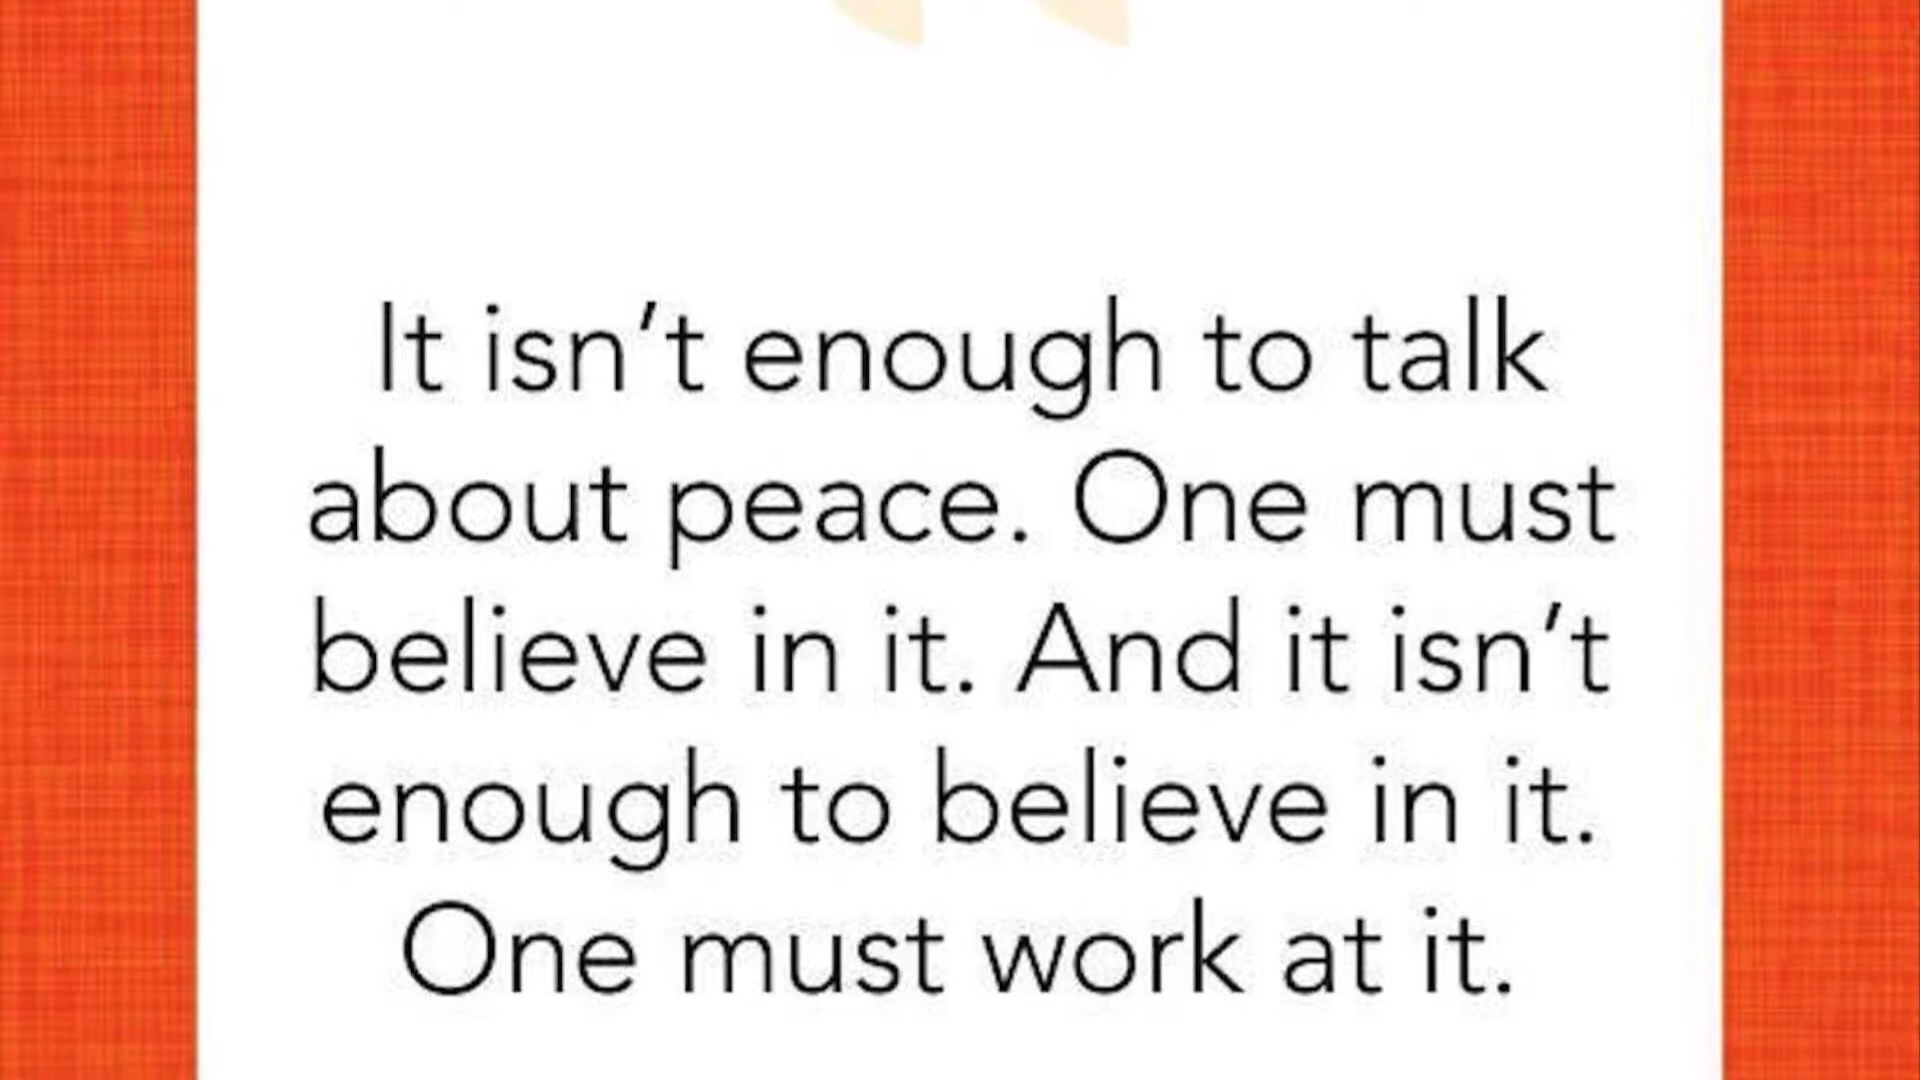 It isn’t enough to talk
about peace. One must
believe in it. And it isn’t
enough to believe in it.
One must work at it.